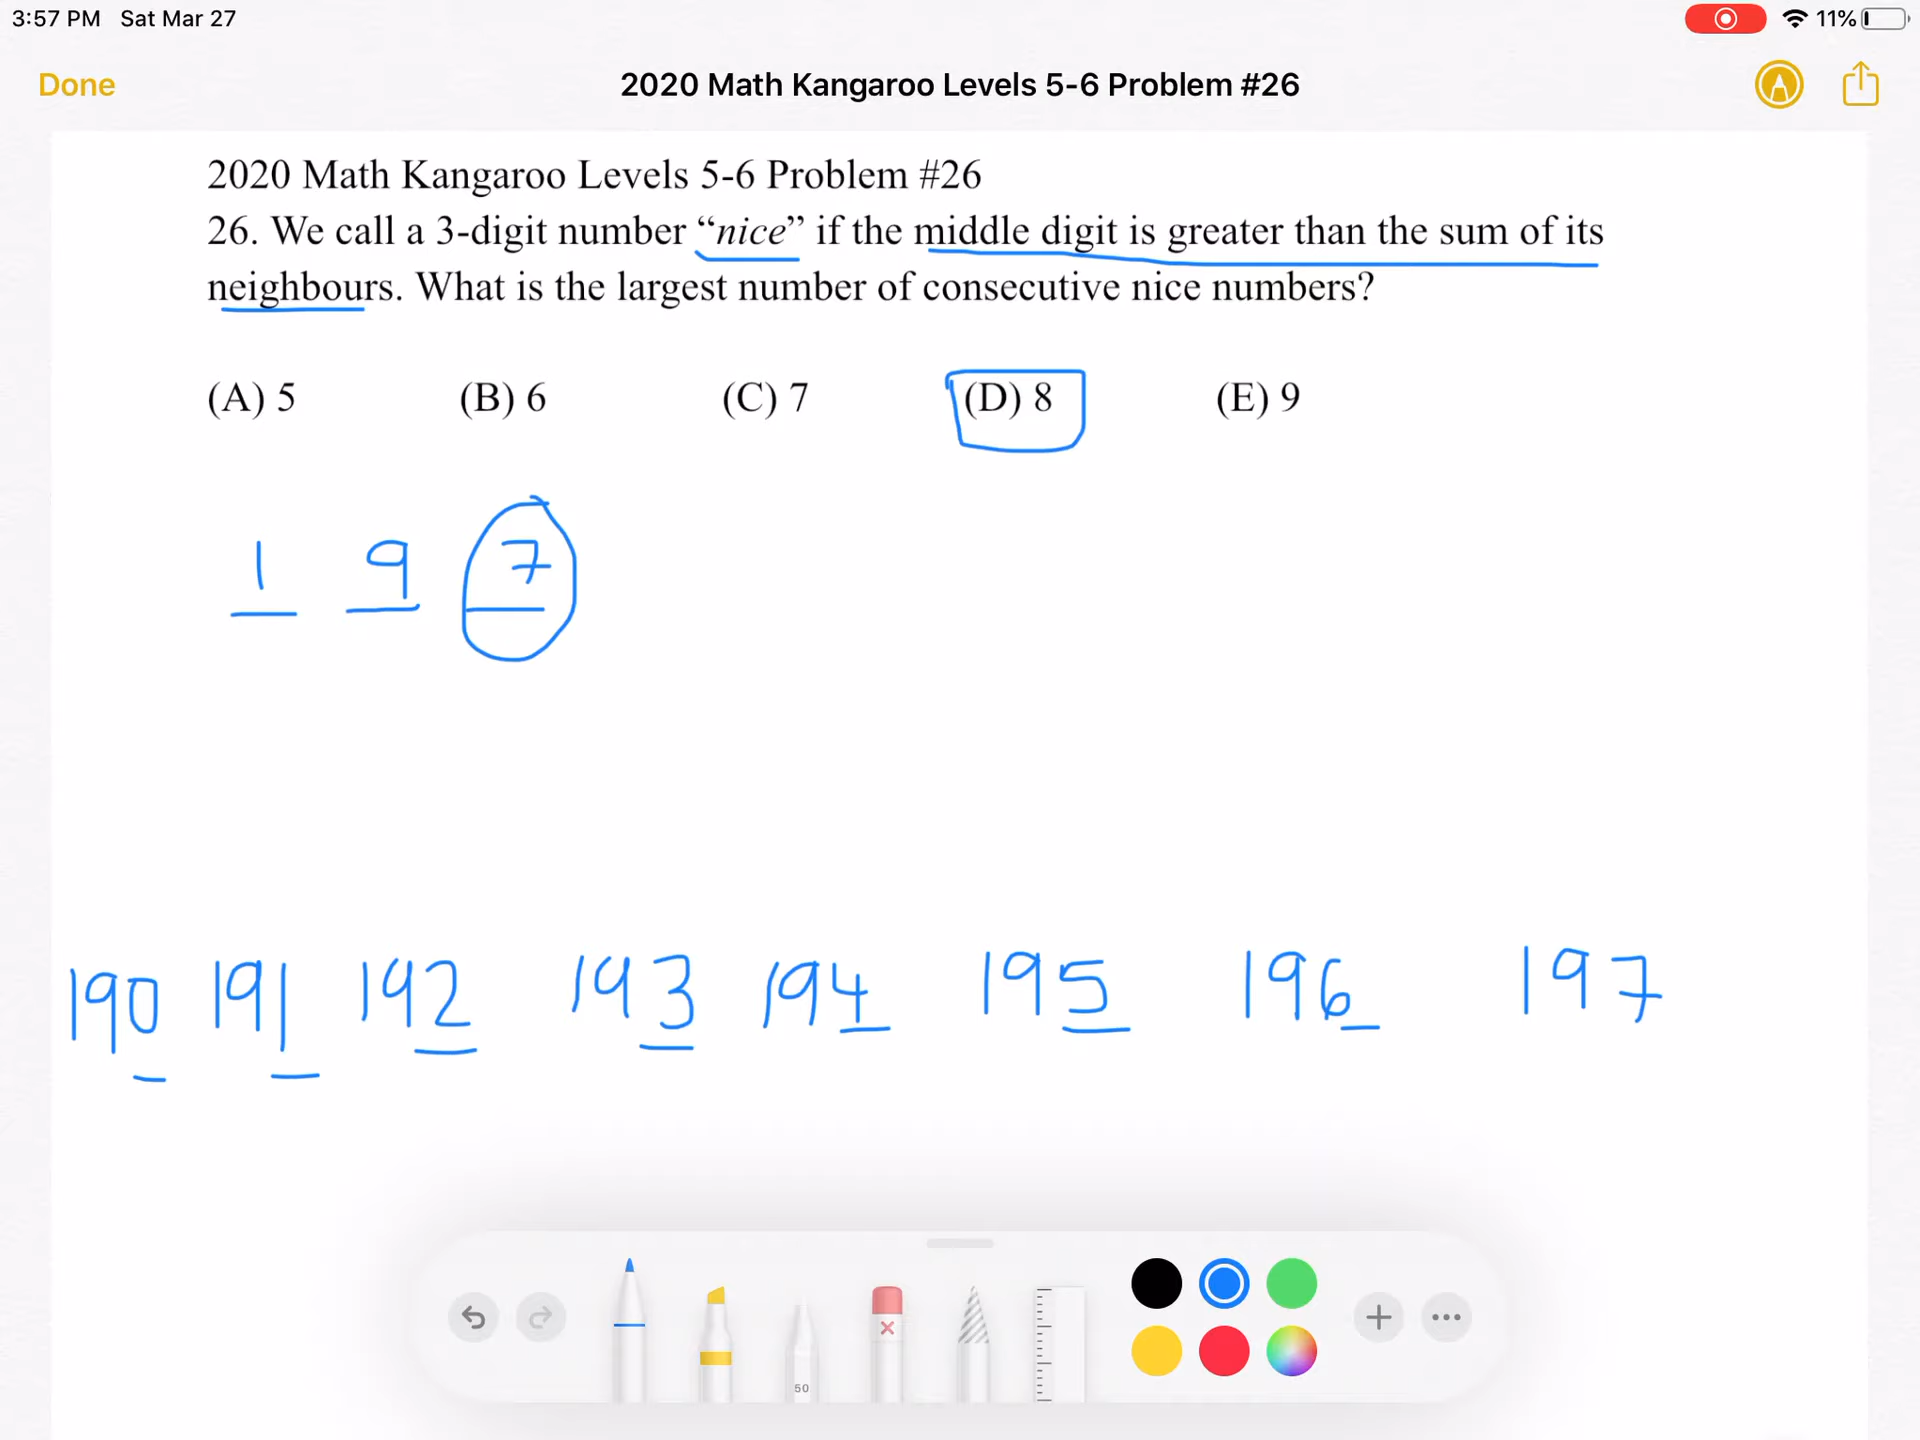 3:57 PM Sat Mar 27
11%
Done
2020 Math Kangaroo Levels 5-6 Problem #26
2020 Math Kangaroo Levels 5-6 Problem #26
26. We call a 3-digit number “nice” if the middle digit is greater than the sum of its
neighbours. What is the largest number of consecutive nice numbers?
(A) 5 (B) 6 (C) 7 (D) 8 (E) 9
1 9 7
190 191 192 193 194 195 196 197
50